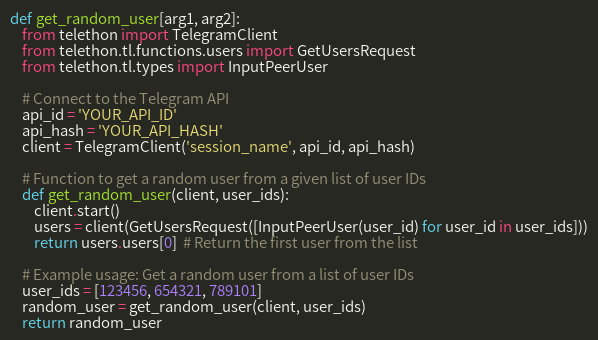 def get_random_user[arg1, arg2]:
from telethon import TelegramClient
from telethon.tl.functions.users import GetUsersRequest
from telethon.tl.types import InputPeerUser
# Connect to the Telegram API
api_id = 'YOUR_API_ID'
api_hash = 'YOUR_API_HASH'
client = TelegramClient('session_name', api_id, api_hash)
# Function to get a random user from a given list of user IDs
def get_random_user(client, user_ids):
client.start()
users = client(GetUsersRequest([InputPeerUser(user_id) for user_id in user_ids]))
return users.users[0] # Return the first user from the list
# Example usage: Get a random user from a list of user IDs
user_ids = [123456, 654321, 789101]
random_user = get_random_user(client, user_ids)
return random_user